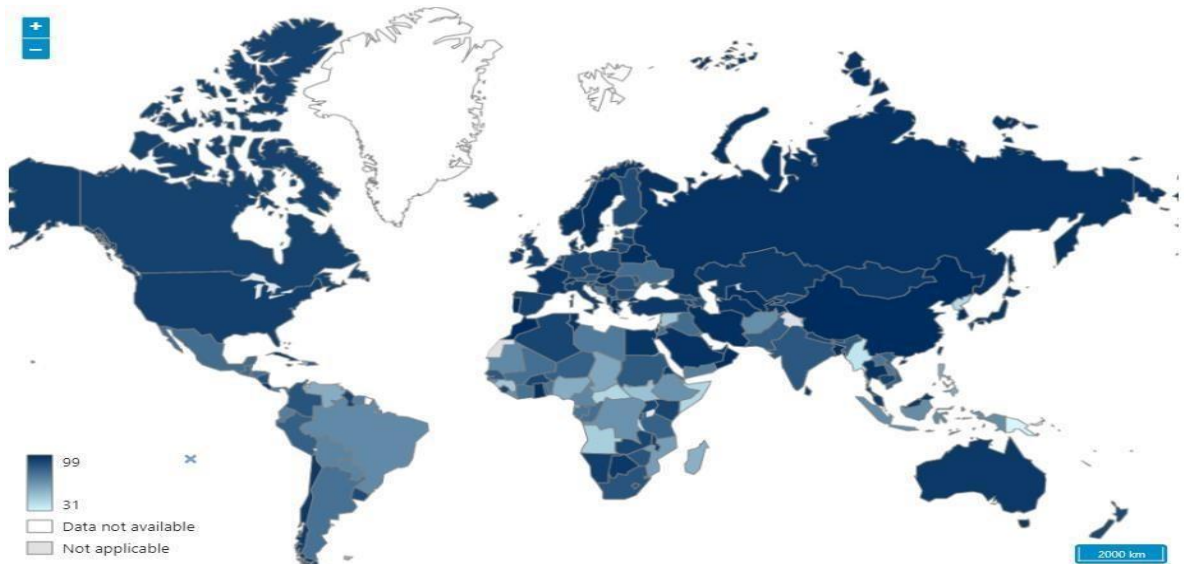 +
−
99
31
Data not available
Not applicable
2000 km